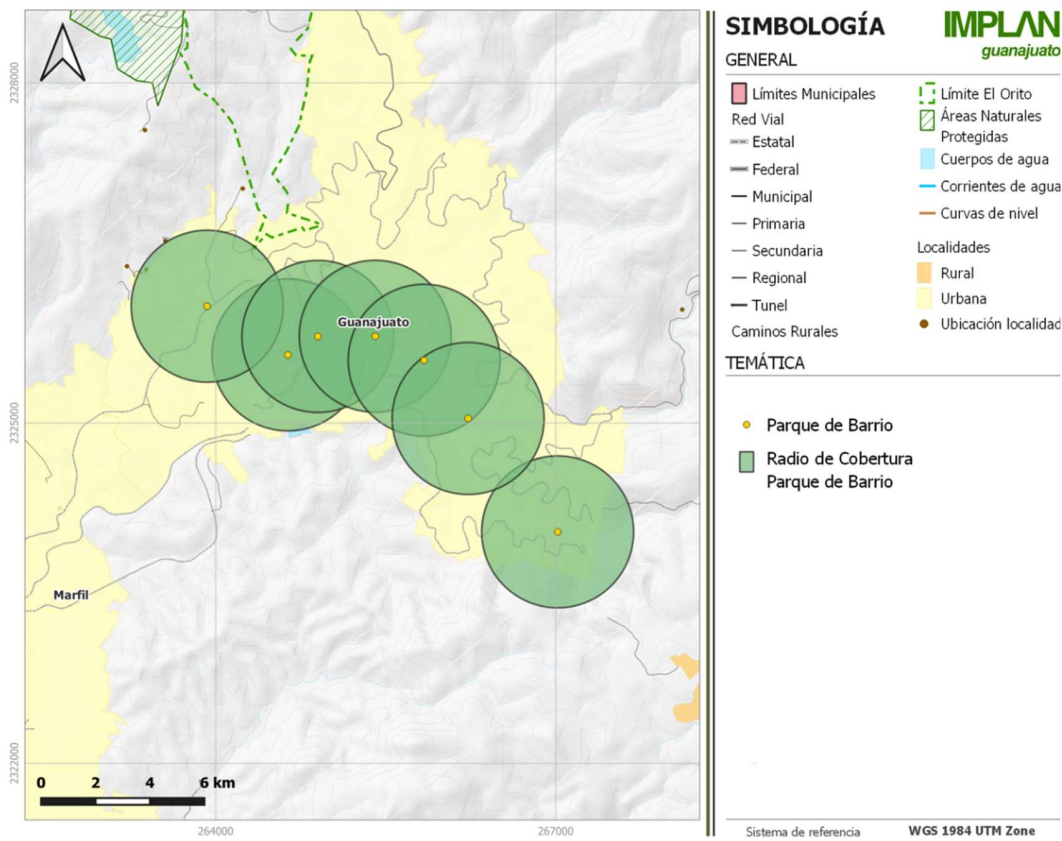 SIMBOLOGÍA
IMPLAN
guanajuato
GENERAL
Límites Municipales
Red Vial
Estatal
Federal
Municipal
Primaria
Secundaria
Regional
Tunel
Caminos Rurales
Límite El Orito
Áreas Naturales
Protegidas
Cuerpos de agua
Corrientes de agua
Curvas de nivel
Localidades
Rural
Urbana
Ubicación localidad
TEMÁTICA
Parque de Barrio
Radio de Cobertura
Parque de Barrio
2328000
2325000
2322000
Guanajuato
Marfil
0 2 4 6 km
264000 267000
Sistema de referencia WGS 1984 UTM Zone